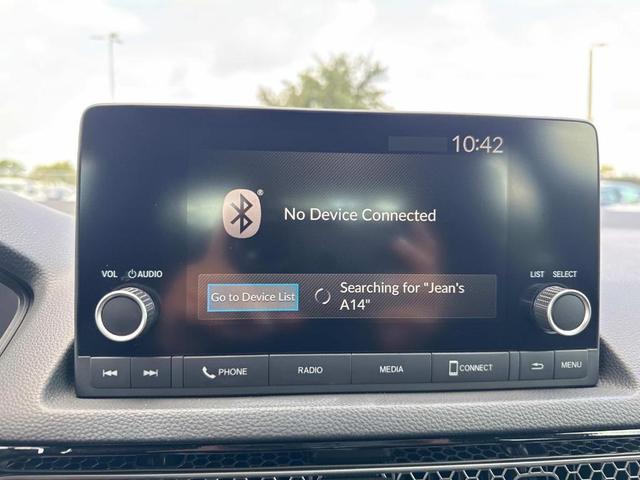 10:42
®
No Device Connected
VOL
AUDIO
LIST
SELECT
Go to Device List
Searching for "Jean's
A14"
PHONE
RADIO
MEDIA
CONNECT
MENU